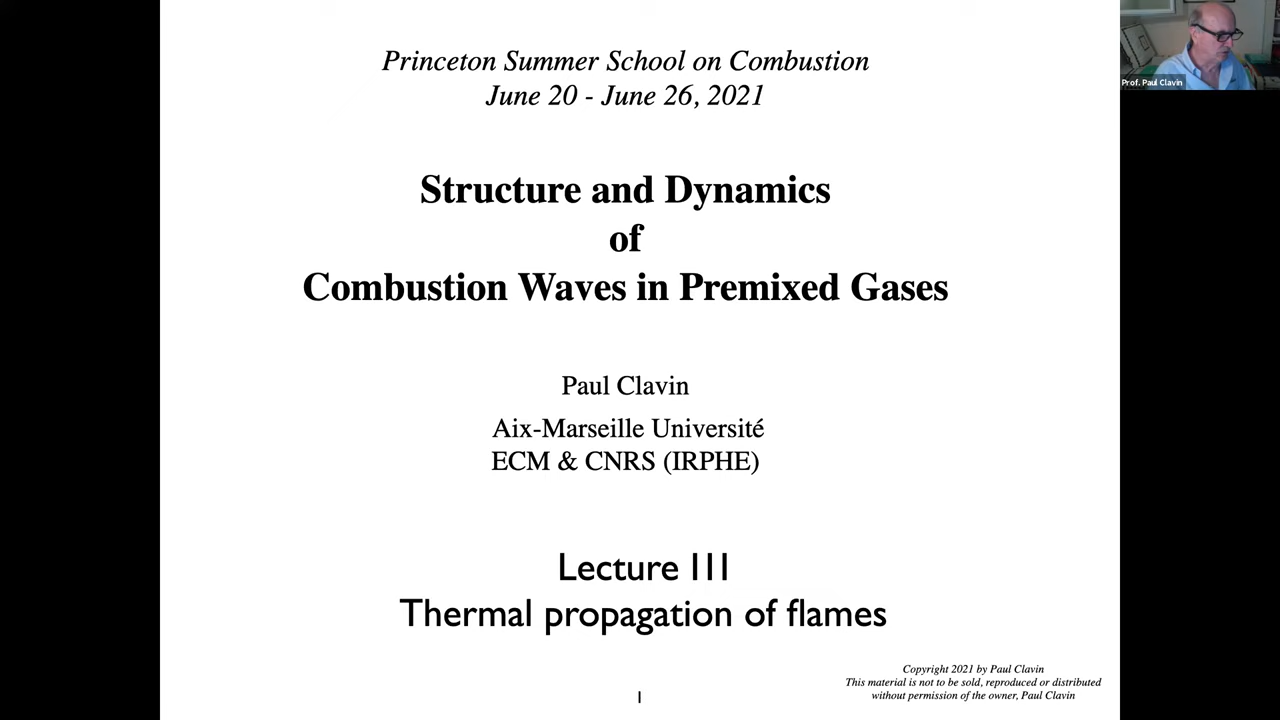 Princeton Summer School on Combustion
June 20 - June 26, 2021
Structure and Dynamics
of
Combustion Waves in Premixed Gases
Paul Clavin
Aix-Marseille Université
ECM & CNRS (IRPHE)
Lecture III
Thermal propagation of flames
Copyright 2021 by Paul Clavin
This material is not to be sold, reproduced or distributed
without permission of the owner, Paul Clavin
1
Prof. Paul Clavin